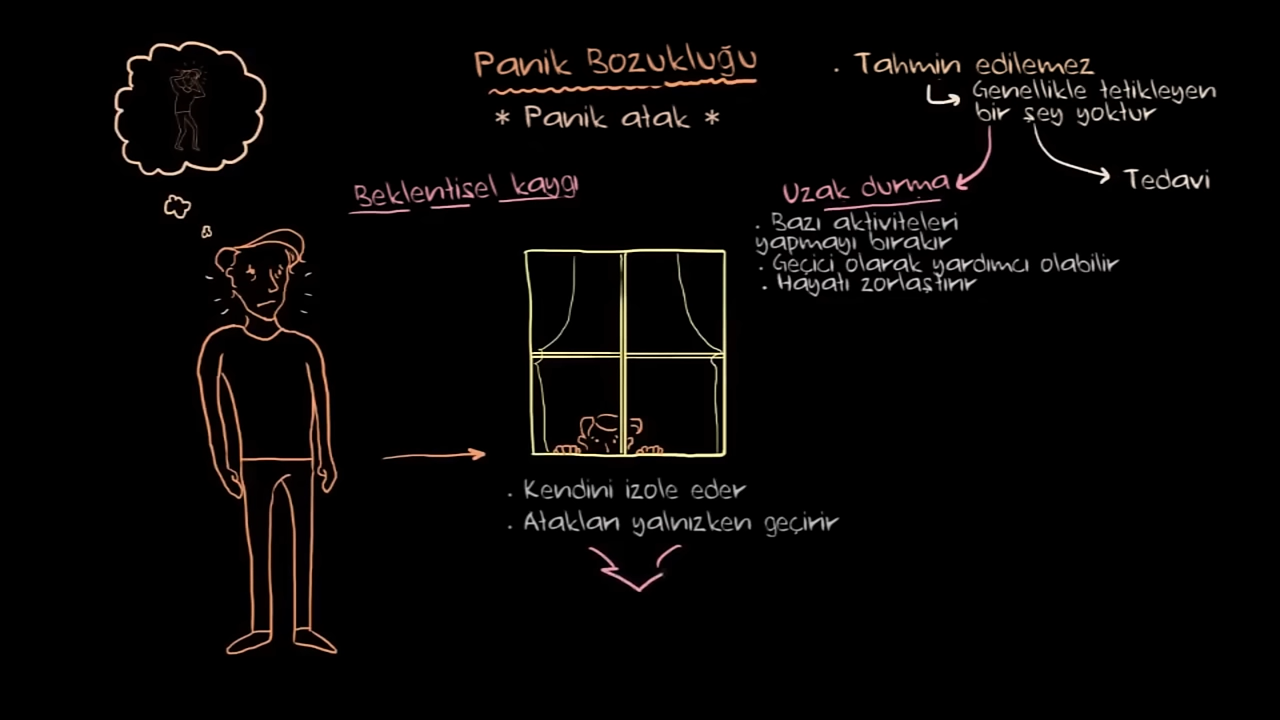 Panik Bozukluğu
* Panik atak *
. Tahmin edilemez
Genellikle tetikleyen
bir şey yoktur
Tedavi
Beklentisel kaygı
Uzak durma
. Bazı aktiviteleri
yapmayı bırakır
. Geçici olarak yardımcı olabilir
. Hayatı zorlaştırır
. Kendini izole eder
. Atakları yalnızken geçirir